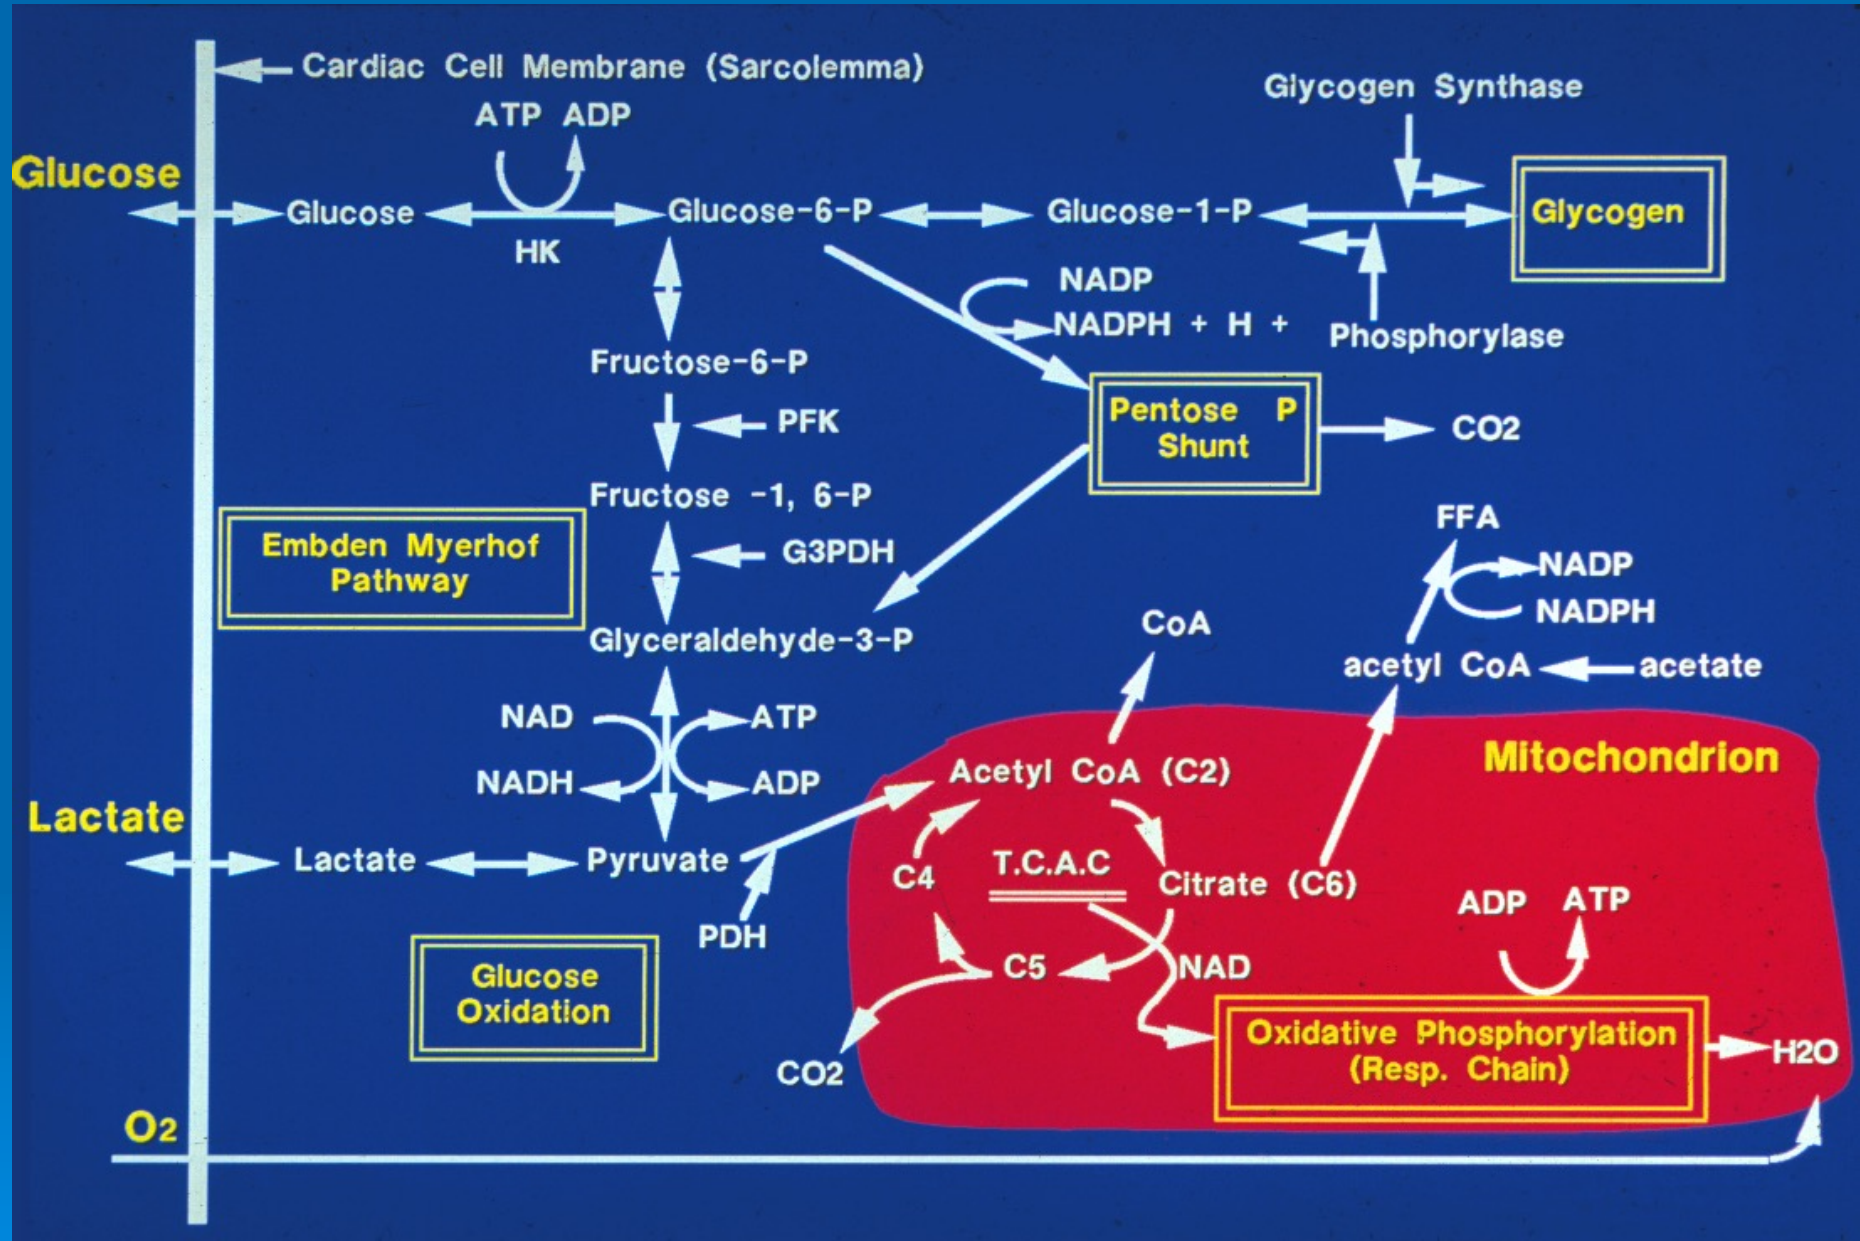 Cardiac Cell Membrane (Sarcolemma)
Glycogen Synthase
ATP ADP
Glucose
Glucose
Glucose-6-P
Glucose-1-P
Glycogen
HK
NADP
NADPH + H +
Phosphorylase
Fructose-6-P
PFK
Pentose P
Shunt
CO2
Fructose -1, 6-P
FFA
Embden Myerhof
Pathway
G3PDH
NADP
NADPH
CoA
Glyceraldehyde-3-P
acetyl CoA
acetate
NAD
ATP
NADH
ADP
Mitochondrion
Acetyl CoA (C2)
Lactate
Lactate
Pyruvate
T.C.A.C
C4
Citrate (C6)
ADP ATP
PDH
C5
NAD
Glucose
Oxidation
Oxidative Phosphorylation
(Resp. Chain)
H2O
CO2
O2